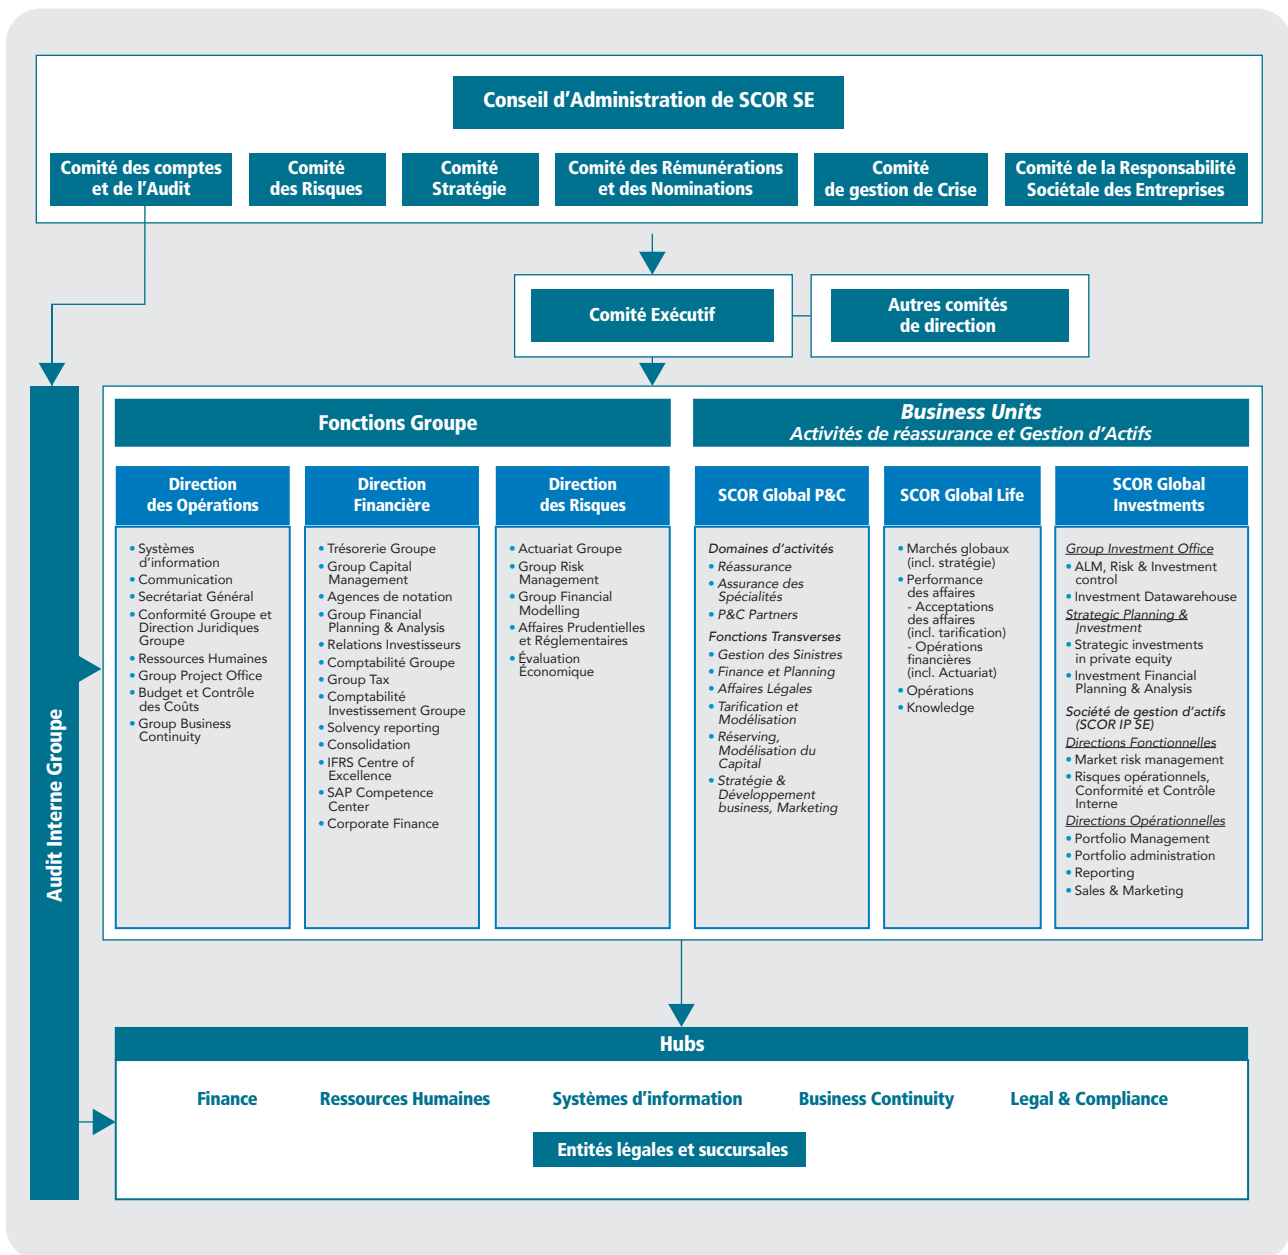 Conseil d'Administration de SCOR SE
Comité des comptes
et de l'Audit
Comité
des Risques
Comité
Stratégie
Comité des Rémunérations
et des Nominations
Comité
de gestion de Crise
Comité de la Responsabilité
Sociétale des Entreprises
Comité Exécutif
Autres comités
de direction
Audit Interne Groupe
Fonctions Groupe
Direction
des Opérations
• Systèmes
d'information
• Communication
• Secrétariat Général
• Conformité Groupe et
Direction Juridiques
Groupe
• Ressources Humaines
• Group Project Office
• Budget et Contrôle
des Coûts
• Group Business
Continuity
Direction
Financière
• Trésorerie Groupe
• Group Capital
Management
• Agences de notation
• Group Financial
Planning & Analysis
• Relations Investisseurs
• Comptabilité Groupe
• Group Tax
• Comptabilité
Investissement Groupe
• Solvency reporting
• Consolidation
• IFRS Centre of
Excellence
• SAP Competence
Center
• Corporate Finance
Direction
des Risques
• Actuariat Groupe
• Group Risk
Management
• Group Financial
Modelling
• Affaires Prudentielles
et Réglementaires
• Évaluation
Économique
Business Units
Activités de réassurance et Gestion d'Actifs
SCOR Global P&C
Domaines d'activités
• Réassurance
• Assurance des
Spécialités
• P&C Partners
Fonctions Transverses
• Gestion des Sinistres
• Finance et Planning
• Affaires Légales
• Tarification et
Modélisation
• Réserving,
Modélisation du
Capital
• Stratégie &
Développement
business, Marketing
SCOR Global Life
• Marchés globaux
(incl. stratégie)
• Performance
des affaires
- Acceptations
des affaires
(incl. tarification)
- Opérations
financières
(incl. Actuariat)
• Opérations
• Knowledge
SCOR Global
Investments
Group Investment Office
• ALM, Risk & Investment
control
• Investment Datawarehouse
Strategic Planning &
Investment
• Strategic investments
in private equity
• Investment Financial
Planning & Analysis
Société de gestion d'actifs
(SCOR IP SE)
Directions Fonctionnelles
• Market risk management
• Risques opérationnels,
Conformité et Contrôle
Interne
Directions Opérationnelles
• Portfolio Management
• Portfolio administration
• Reporting
• Sales & Marketing
Hubs
Finance
Ressources Humaines
Systèmes d'information
Business Continuity
Legal & Compliance
Entités légales et succursales